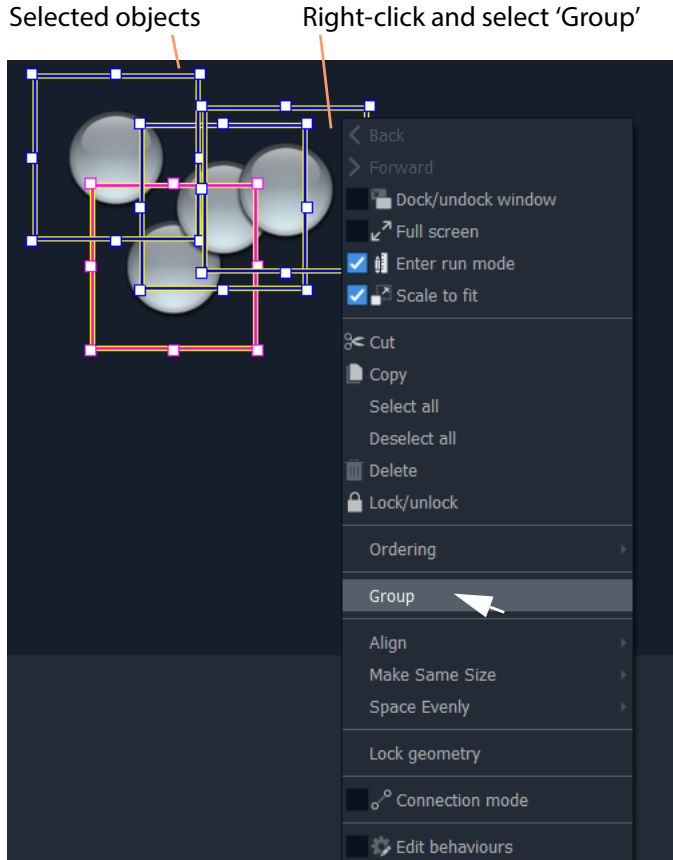 Selected objects
Right-click and select ‘Group’
Back
Forward
Dock/undock window
Full screen
Enter run mode
Scale to fit
Cut
Copy
Select all
Deselect all
Delete
Lock/unlock
Ordering
Group
Align
Make Same Size
Space Evenly
Lock geometry
Connection mode
Edit behaviours